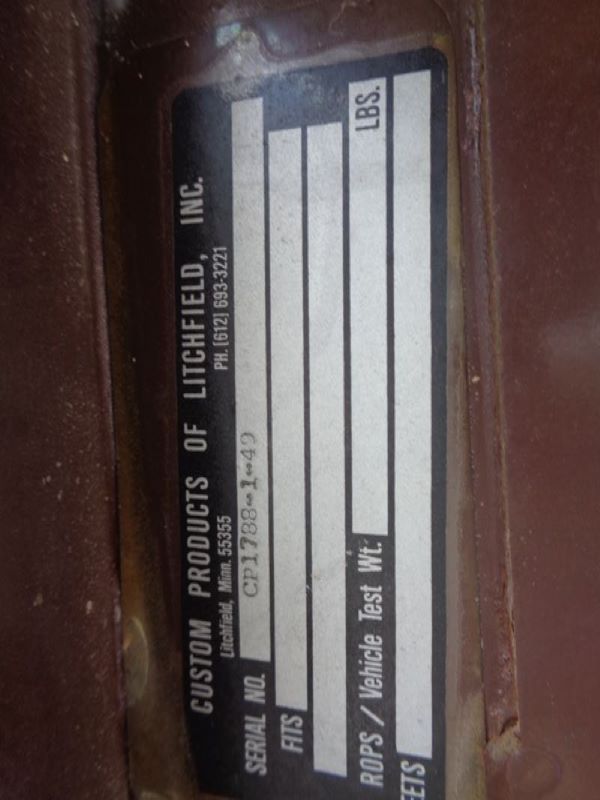 CUSTOM PRODUCTS OF LITCHFIELD, INC.
Litchfield, Minn. 55355 PH. (612) 693-3221
SERIAL NO. CP1788-1-49
FITS
ROPS / Vehicle Test Wt. LBS.
EETS